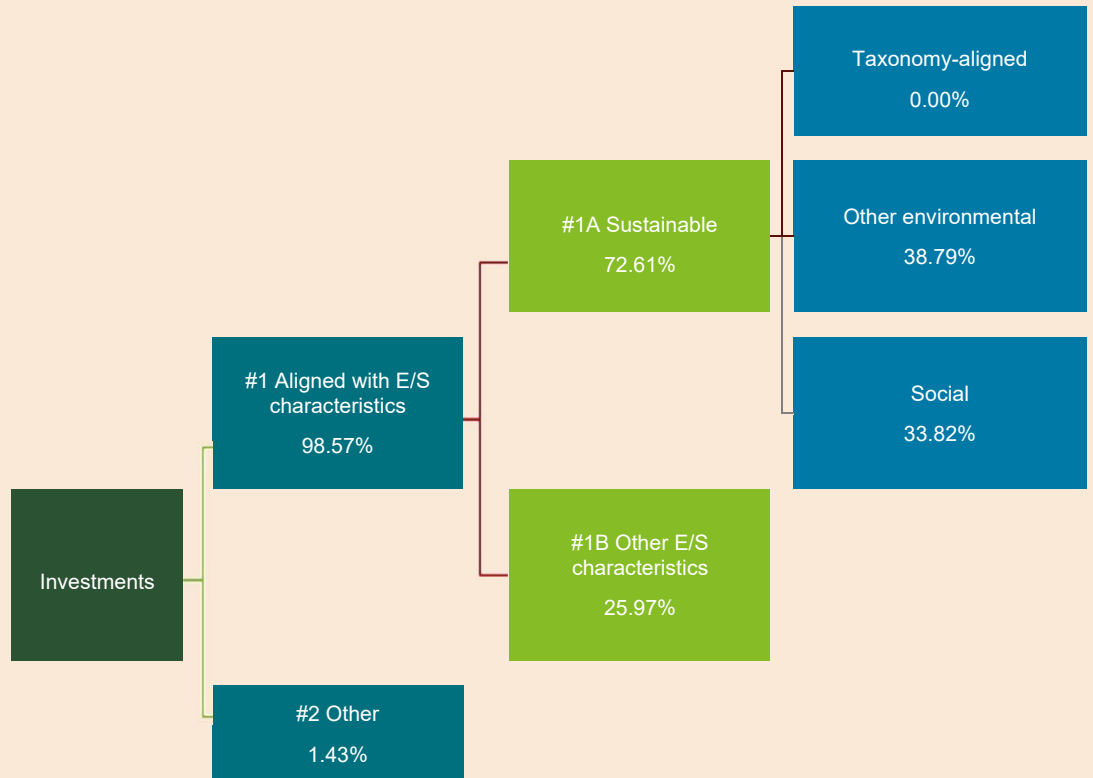 Investments
#1 Aligned with E/S
characteristics
98.57%
#2 Other
1.43%
#1A Sustainable
72.61%
#1B Other E/S
characteristics
25.97%
Taxonomy-aligned
0.00%
Other environmental
38.79%
Social
33.82%